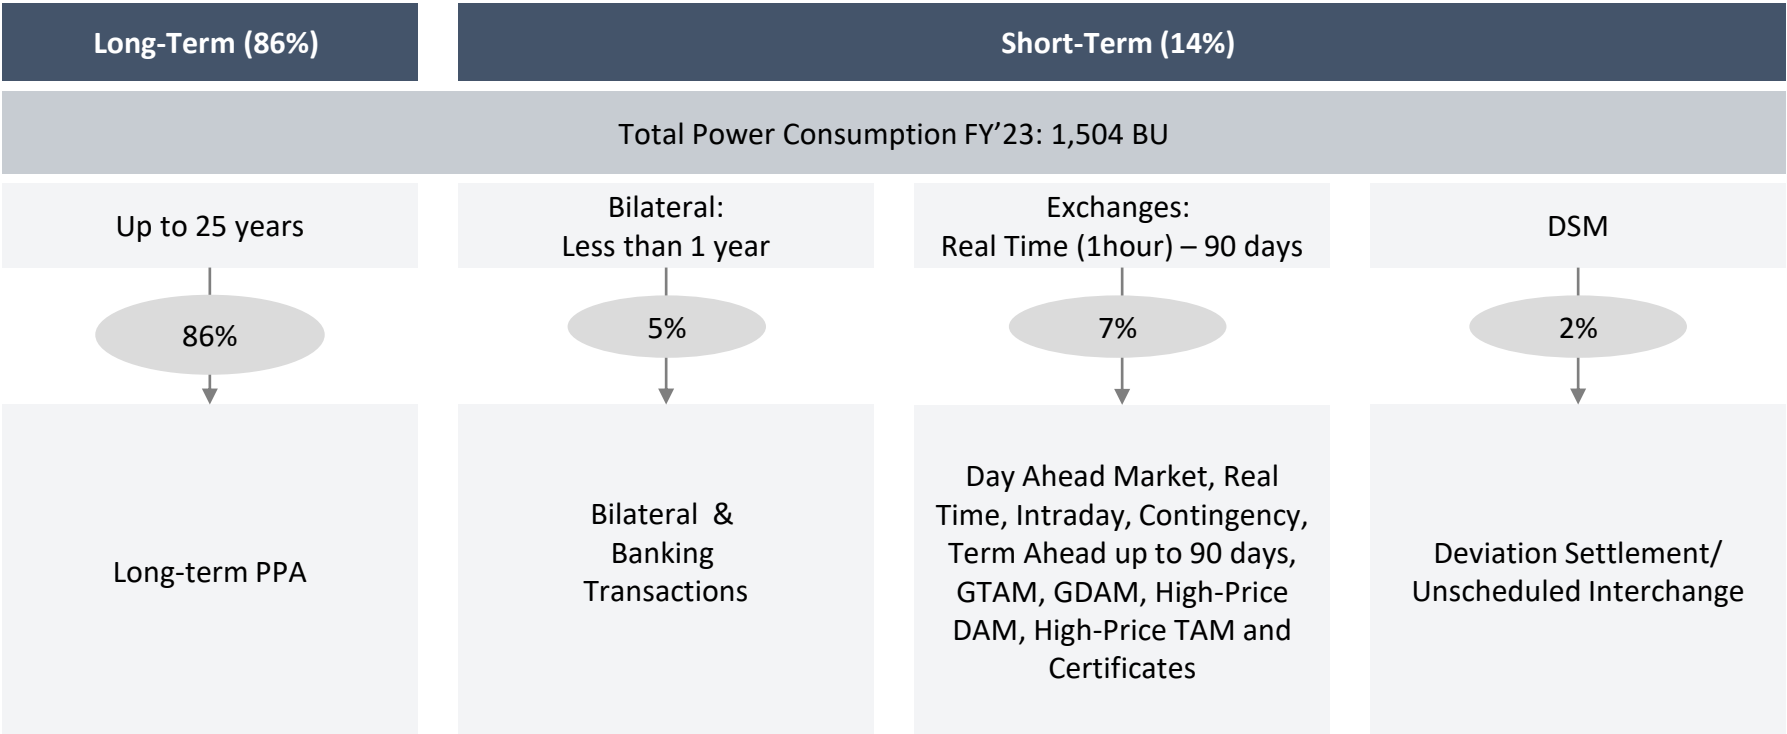 Long-Term (86%)
Short-Term (14%)
Total Power Consumption FY’23: 1,504 BU
Up to 25 years
Bilateral:
Less than 1 year
Exchanges:
Real Time (1hour) – 90 days
DSM
86%
5%
7%
2%
Long-term PPA
Bilateral &
Banking
Transactions
Day Ahead Market, Real
Time, Intraday, Contingency,
Term Ahead up to 90 days,
GTAM, GDAM, High-Price
DAM, High-Price TAM and
Certificates
Deviation Settlement/
Unscheduled Interchange